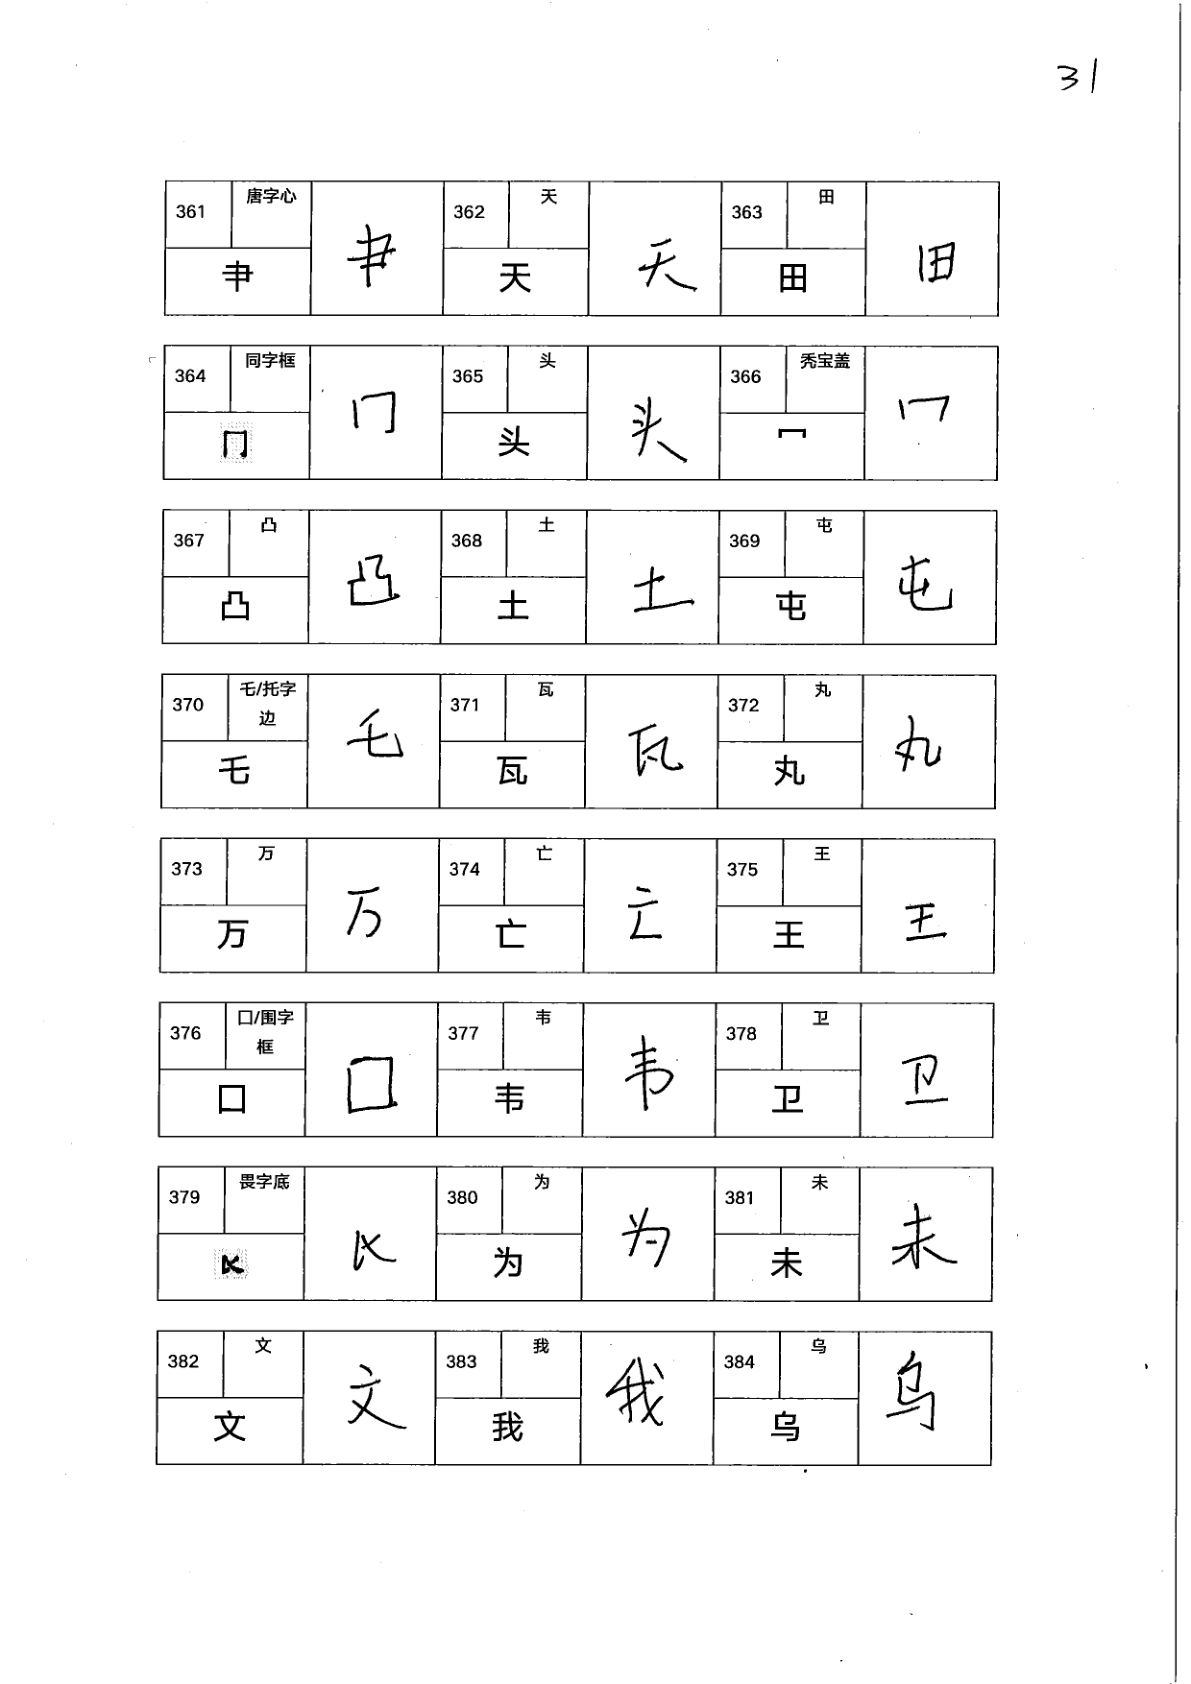 31
361 唐字心 肀 肀 362 天 天 天 363 田 田 田
364 同字框 冂 冂 365 头 头 头 366 秃宝盖 冖 冖
367 凸 凸 凸 368 土 土 土 369 屯 屯 屯
370 乇/托字边 乇 乇 371 瓦 瓦 瓦 372 丸 丸 丸
373 万 万 万 374 亡 亡 亡 375 王 王 王
376 囗/围字框 囗 囗 377 韦 韦 韦 378 卫 卫 卫
379 畏字底 380 为 为 为 381 未 未 未
382 文 文 文 383 我 我 我 384 乌 乌 乌